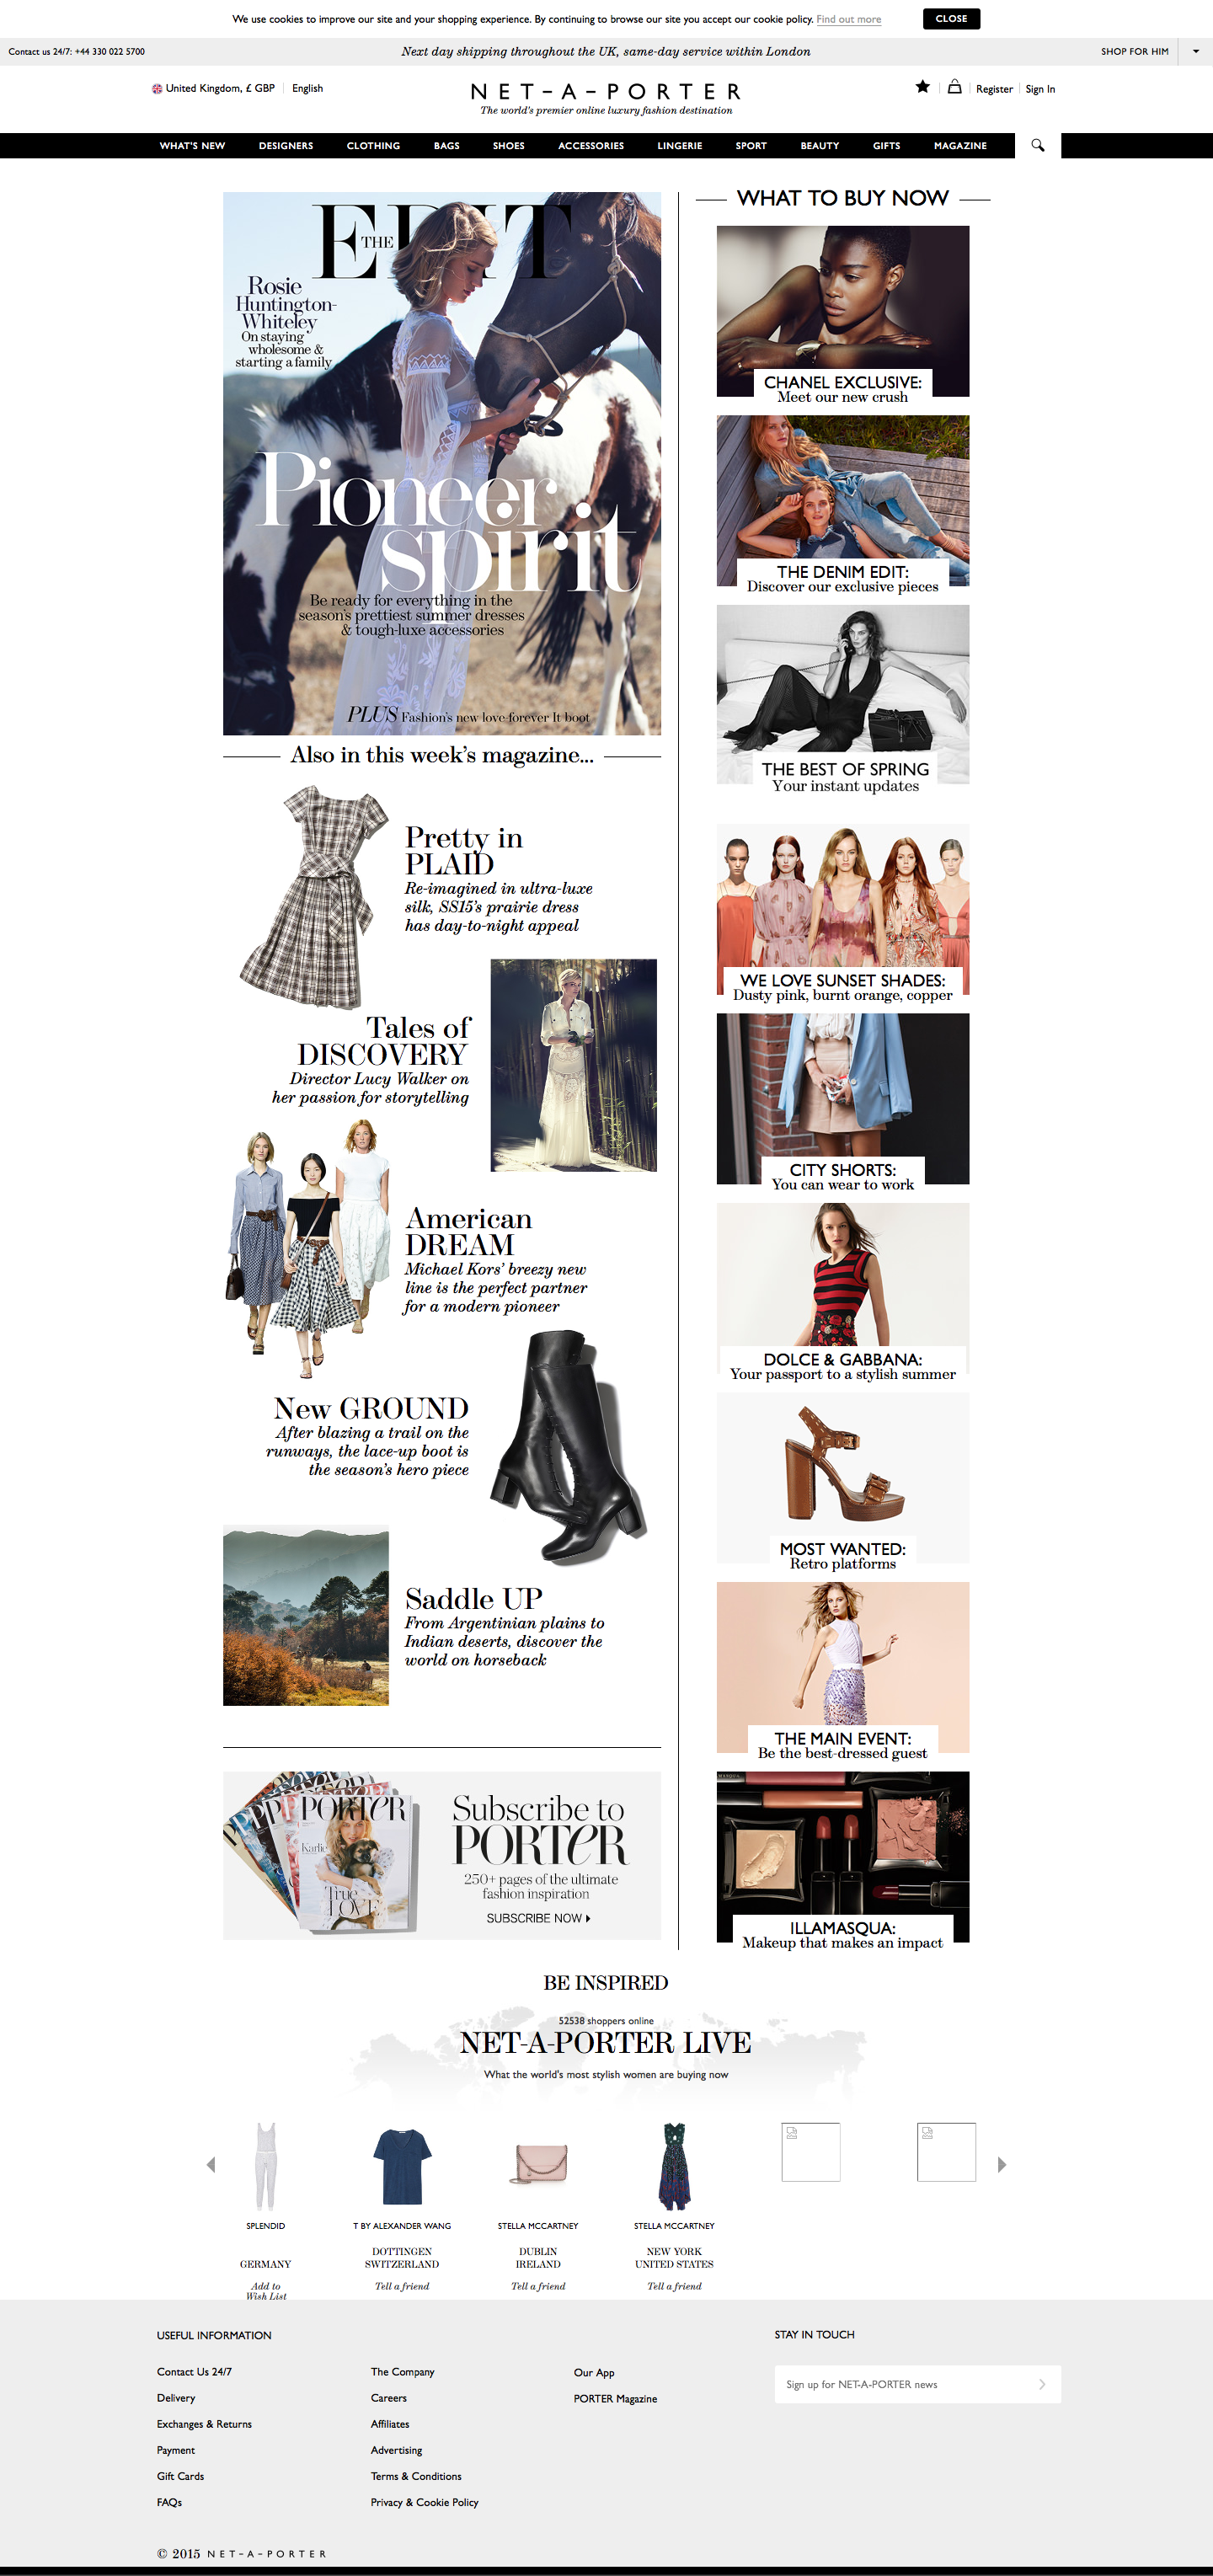 We use cookies to improve our site and your shopping experience. By continuing to browse our site you accept our cookie policy. Find out more
CLOSE
Contact us 24/7: +44 330 022 5700
Next day shipping throughout the UK, same-day service within London
SHOP FOR HIM
United Kingdom, £ GBP
English
NET-A-PORTER
The world's premier online luxury fashion destination
Register
Sign In
WHAT'S NEW
DESIGNERS
CLOTHING
BAGS
SHOES
ACCESSORIES
LINGERIE
SPORT
BEAUTY
GIFTS
MAGAZINE
THE EDIT
Rosie
Huntington-
Whiteley
On staying
wholesome &
starting a family
Pioneer
spirit
Be ready for everything in the
season's prettiest summer dresses
& tough-luxe accessories
PLUS Fashion's new love-forever It boot
Also in this week's magazine...
Pretty in
PLAID
Re-imagined in ultra-luxe
silk, SS15's prairie dress
has day-to-night appeal
Tales of
DISCOVERY
Director Lucy Walker on
her passion for storytelling
American
DREAM
Michael Kors' breezy new
line is the perfect partner
for a modern pioneer
New GROUND
After blazing a trail on the
runways, the lace-up boot is
the season's hero piece
Saddle UP
From Argentinian plains to
Indian deserts, discover the
world on horseback
PORTER
Karlie
True
LOVE
Subscribe to
PORTER
250+ pages of the ultimate
fashion inspiration
SUBSCRIBE NOW
WHAT TO BUY NOW
CHANEL EXCLUSIVE:
Meet our new crush
THE DENIM EDIT:
Discover our exclusive pieces
THE BEST OF SPRING
Your instant updates
WE LOVE SUNSET SHADES:
Dusty pink, burnt orange, copper
CITY SHORTS:
You can wear to work
DOLCE & GABBANA:
Your passport to a stylish summer
MOST WANTED:
Retro platforms
THE MAIN EVENT:
Be the best-dressed guest
ILLAMASQUA:
Makeup that makes an impact
BE INSPIRED
52538 shoppers online
NET-A-PORTER LIVE
What the world's most stylish women are buying now
SPLENDID
GERMANY
Add to
Wish List
T BY ALEXANDER WANG
DOTTINGEN
SWITZERLAND
Tell a friend
STELLA MCCARTNEY
DUBLIN
IRELAND
Tell a friend
STELLA MCCARTNEY
NEW YORK
UNITED STATES
Tell a friend
USEFUL INFORMATION
Contact Us 24/7
Delivery
Exchanges & Returns
Payment
Gift Cards
FAQs
The Company
Careers
Affiliates
Advertising
Terms & Conditions
Privacy & Cookie Policy
Our App
PORTER Magazine
STAY IN TOUCH
Sign up for NET-A-PORTER news
© 2015 NET-A-PORTER